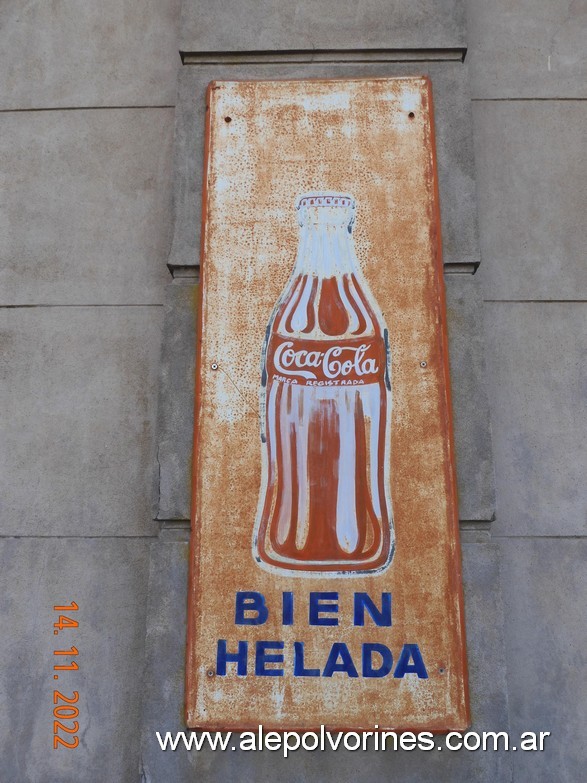 Coca-Cola
MARCA REGISTRADA
BIEN
HELADA
14.11.2022
www.alepolvorines.com.ar